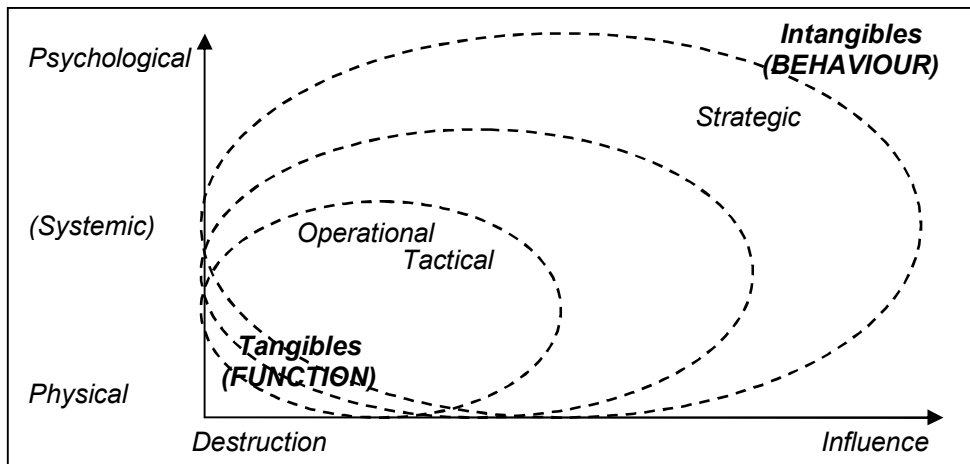 Psychological
Intangibles
(BEHAVIOUR)
Strategic
(Systemic)
Operational
Tactical
Tangibles
(FUNCTION)
Physical
Destruction
Influence